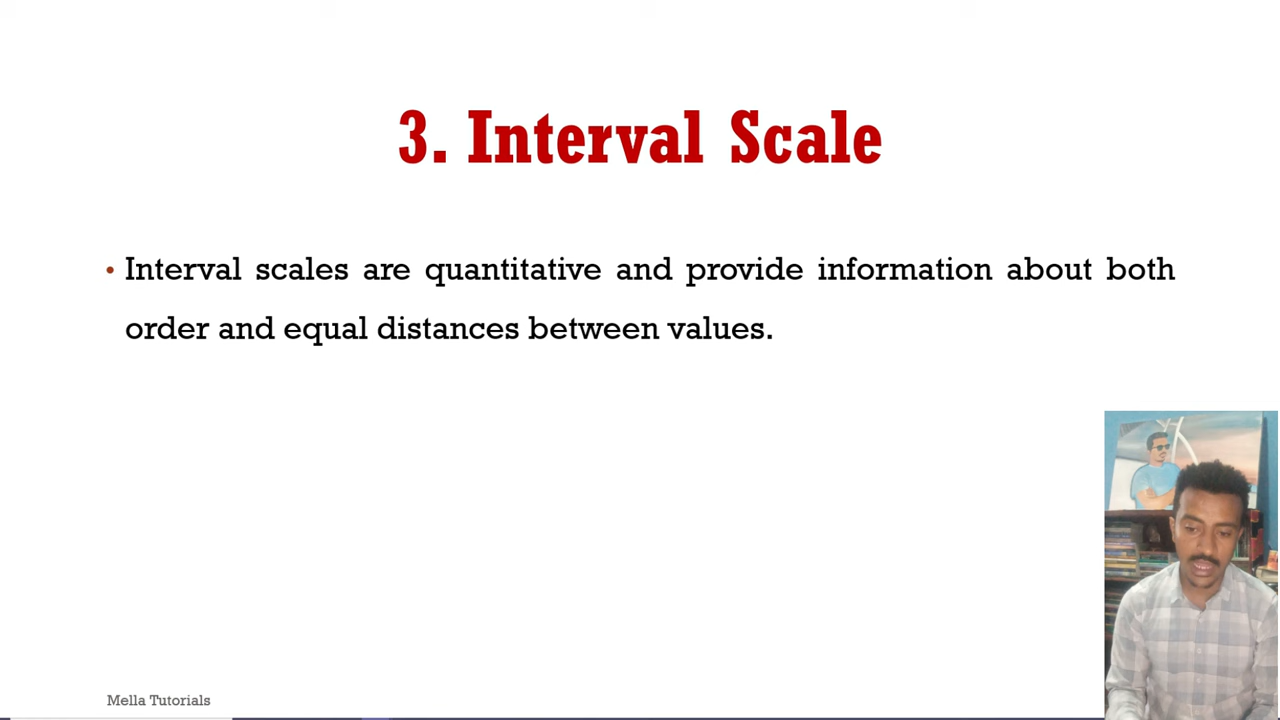 3. Interval Scale
• Interval scales are quantitative and provide information about both
order and equal distances between values.
Mella Tutorials